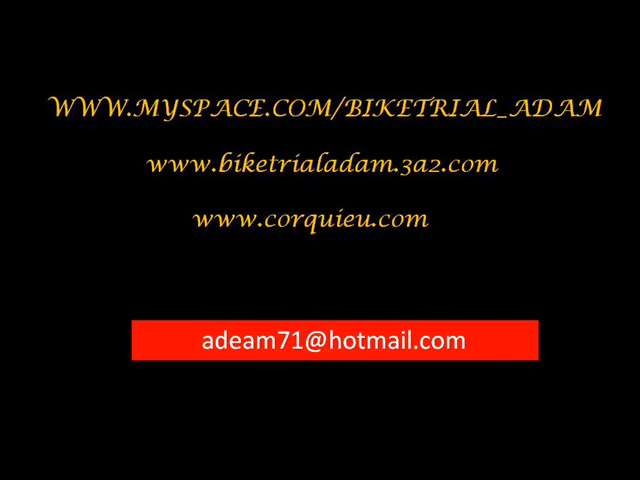 WWW.MYSPACE.COM/BIKETRIAL_ADAM
www.biketrialadam.3a2.com
www.corquieu.com
adeam71@hotmail.com